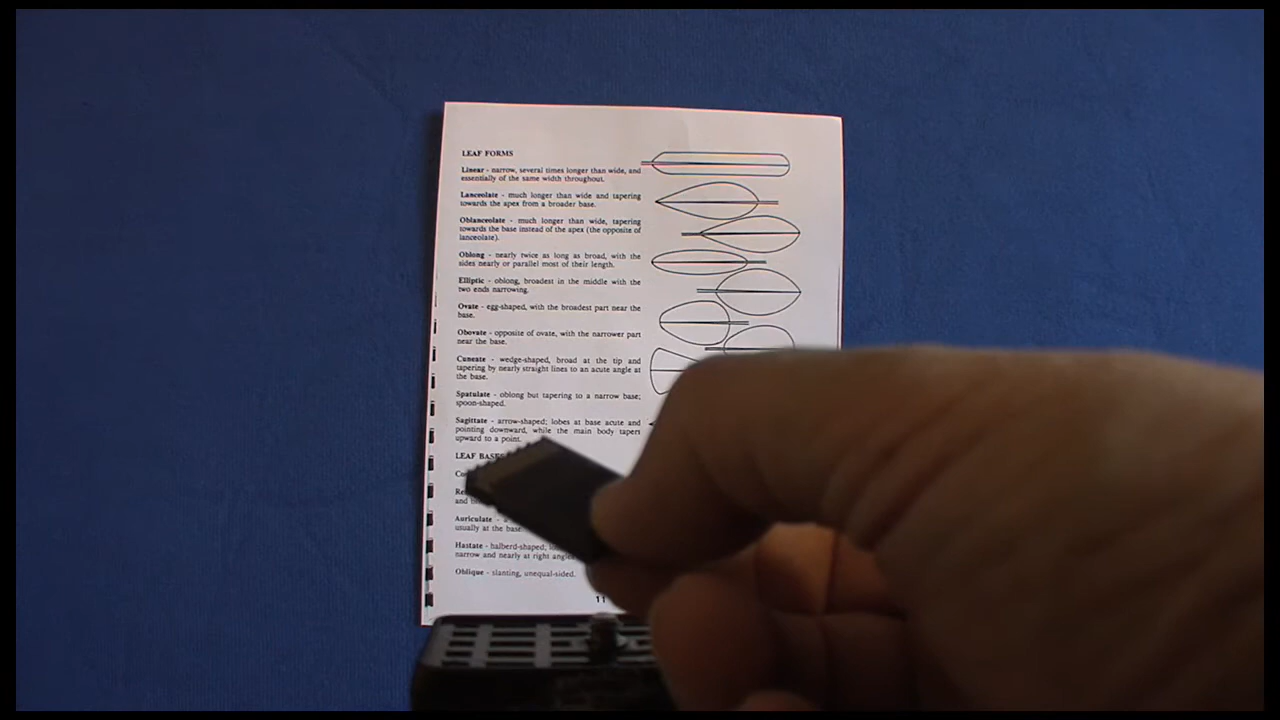 LEAF FORMS
Linear - narrow, several times longer than wide, and
essentially of the same width throughout.
Lanceolate - much longer than wide and tapering
towards the apex from a broader base.
Oblanceolate - much longer than wide, tapering
towards the base instead of the apex (the opposite of
lanceolate).
Oblong - nearly twice as long as broad, with the
sides nearly or parallel most of their length.
Elliptic - oblong, broadest in the middle with the
two ends narrowing.
Ovate - egg-shaped, with the broadest part near the
base.
Obovate - opposite of ovate, with the narrower part
near the base.
Cuneate - wedge-shaped, broad at the tip and
tapering by nearly straight lines to an acute angle at
the base.
Spatulate - oblong but tapering to a narrow base;
spoon-shaped.
Sagittate - arrow-shaped; lobes at base acute and
pointing downward, while the main body tapers
upward to a point.
LEAF BASES
and
Auriculate -
usually at the base.
Hastate - halberd-shaped;
narrow and nearly at right angles
Oblique - slanting, unequal-sided.
11